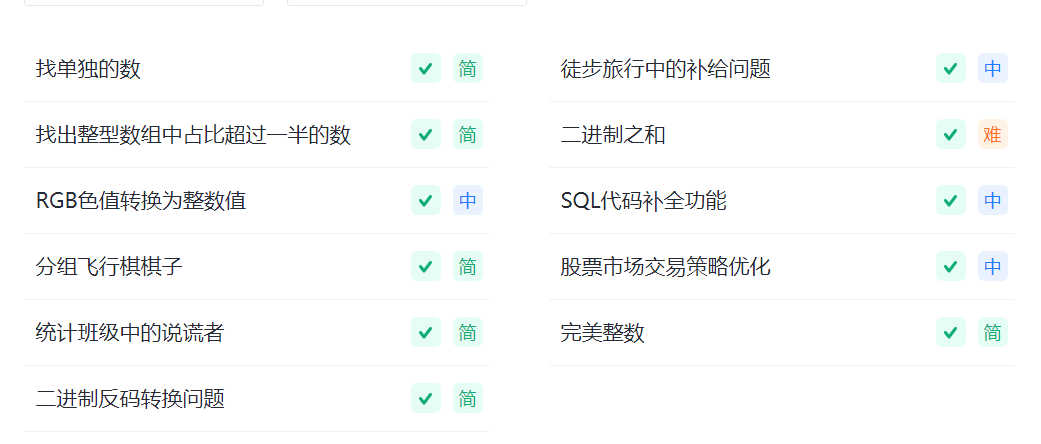 找单独的数 简
找出整型数组中占比超过一半的数 简
RGB色值转换为整数值 中
分组飞行棋棋子 简
统计班级中的说谎者 简
二进制反码转换问题 简
徒步旅行中的补给问题 中
二进制之和 难
SQL代码补全功能 中
股票市场交易策略优化 中
完美整数 简